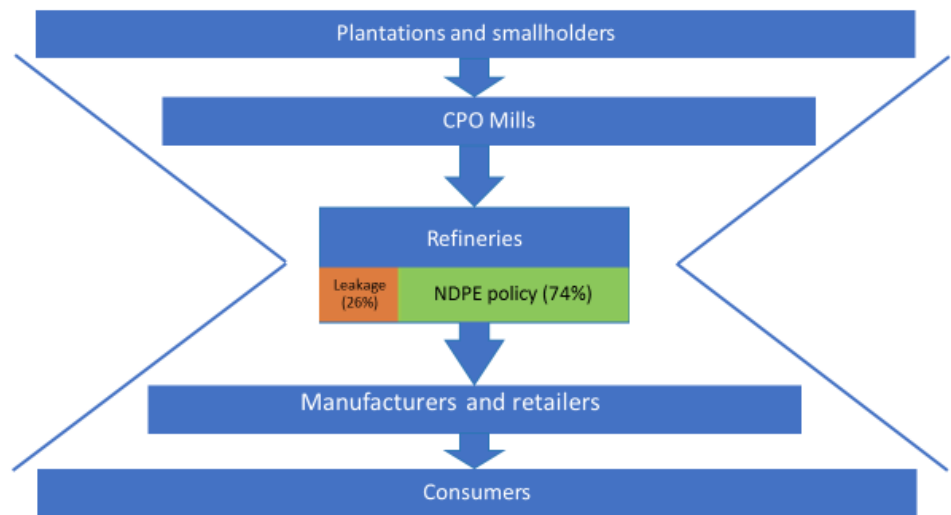 Plantations and smallholders
CPO Mills
Refineries
Leakage
(26%)
NDPE policy (74%)
Manufacturers and retailers
Consumers